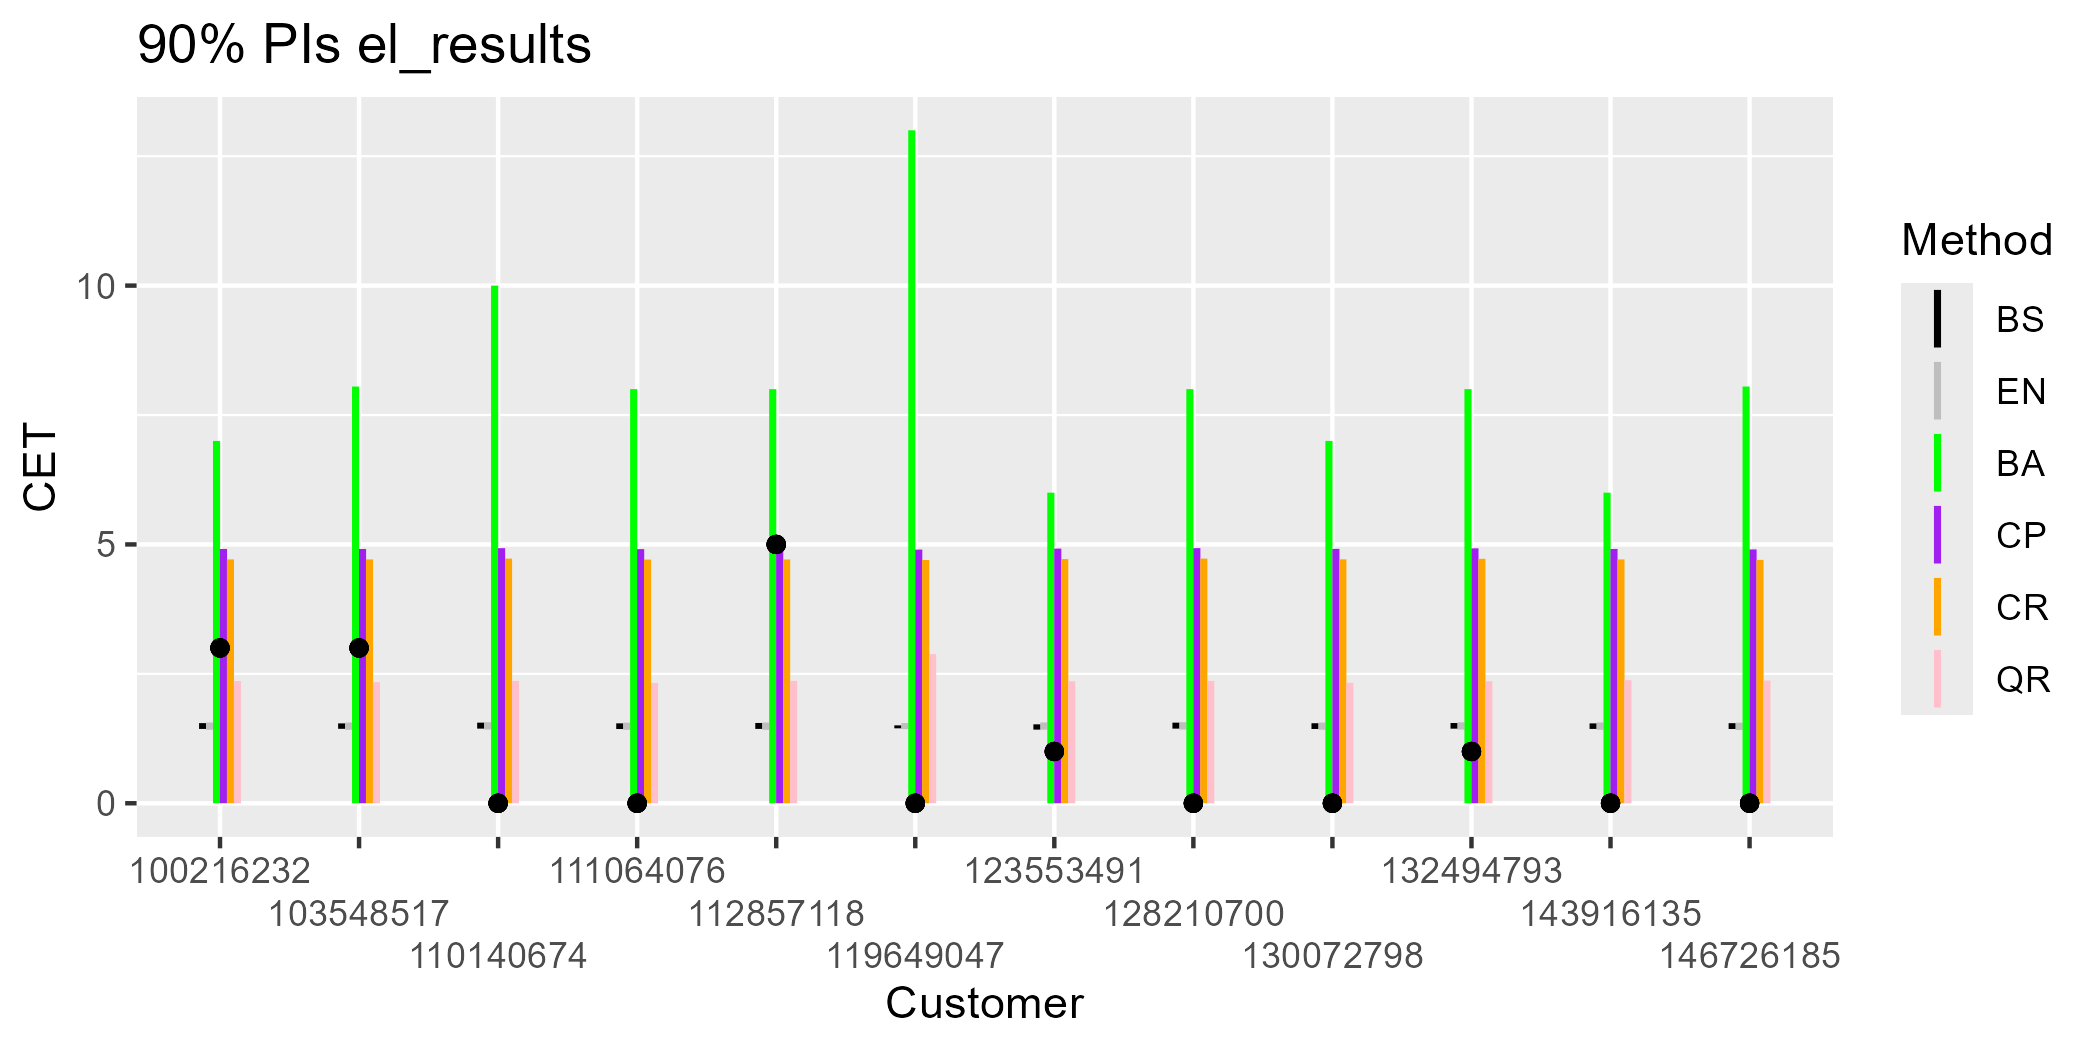 90% PIs el_results
CET
10
5
0
100216232
103548517
110140674
111064076
112857118
119649047
123553491
128210700
130072798
132494793
143916135
146726185
Customer
Method
BS
EN
BA
CP
CR
QR